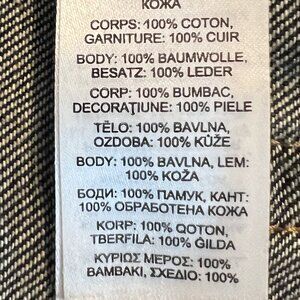 КОЖА
CORPS: 100% COTON,
GARNITURE: 100% CUIR
BODY: 100% BAUMWOLLE,
BESATZ: 100% LEDER
CORP: 100% BUMBAC,
DECORAŢIUNE: 100% PIELE
TĚLO: 100% BAVLNA,
OZDOBA: 100% KŮŽE
BODY: 100% BAVLNA, LEM:
100% KOŽA
БОДИ: 100% ПАМУК, КАНТ:
100% ОБРАБОТЕНА КОЖА
KORP: 100% QOTON,
TBERFILA: 100% ĠILDA
ΚΥΡΙΩΣ ΜΕΡΟΣ: 100%
ΒΑΜΒΑΚΙ, ΣΧΕΔΙΟ: 100%